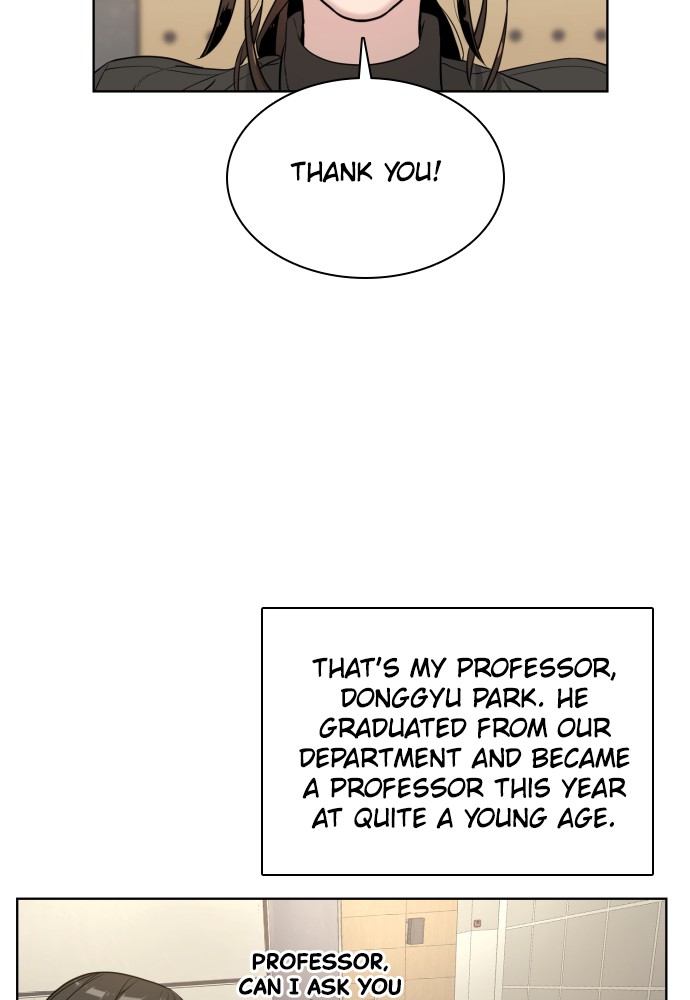 THANK YOU!
THAT'S MY PROFESSOR,
DONGGYU PARK. HE
GRADUATED FROM OUR
DEPARTMENT AND BECAME
A PROFESSOR THIS YEAR
AT QUITE A YOUNG AGE.
PROFESSOR,
CAN I ASK YOU